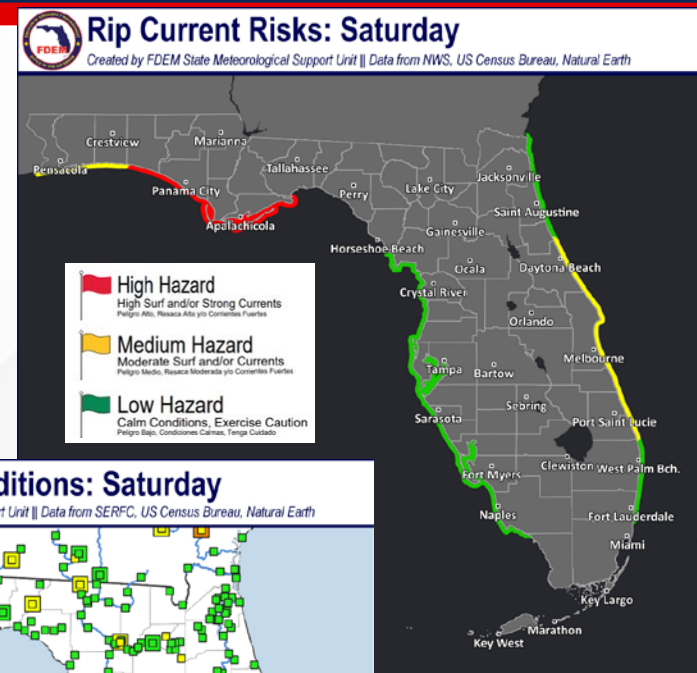 FDEM
Rip Current Risks: Saturday
Created by FDEM State Meteorological Support Unit || Data from NWS, US Census Bureau, Natural Earth
Crestview
Marianna
Pensacola
Tallahassee
Panama City
Perry
Lake City
Jacksonville
Apalachicola
Saint Augustine
Gainesville
Horseshoe Beach
Ocala
Daytona Beach
Crystal River
Orlando
Melbourne
Tampa
Bartow
Sebring
Sarasota
Port Saint Lucie
Clewiston
West Palm Bch.
Fort Myers
Naples
Fort Lauderdale
Miami
Key Largo
Marathon
Key West
High Hazard
High Surf and/or Strong Currents
Peligro Alto, Resaca Alta y/o Corrientes Fuertes
Medium Hazard
Moderate Surf and/or Currents
Peligro Medio, Resaca Moderada y/o Corrientes Fuertes
Low Hazard
Calm Conditions, Exercise Caution
Peligro Bajo, Condiciones Calmas, Tenga Cuidado
ditions: Saturday
rt Unit || Data from SERFC, US Census Bureau, Natural Earth